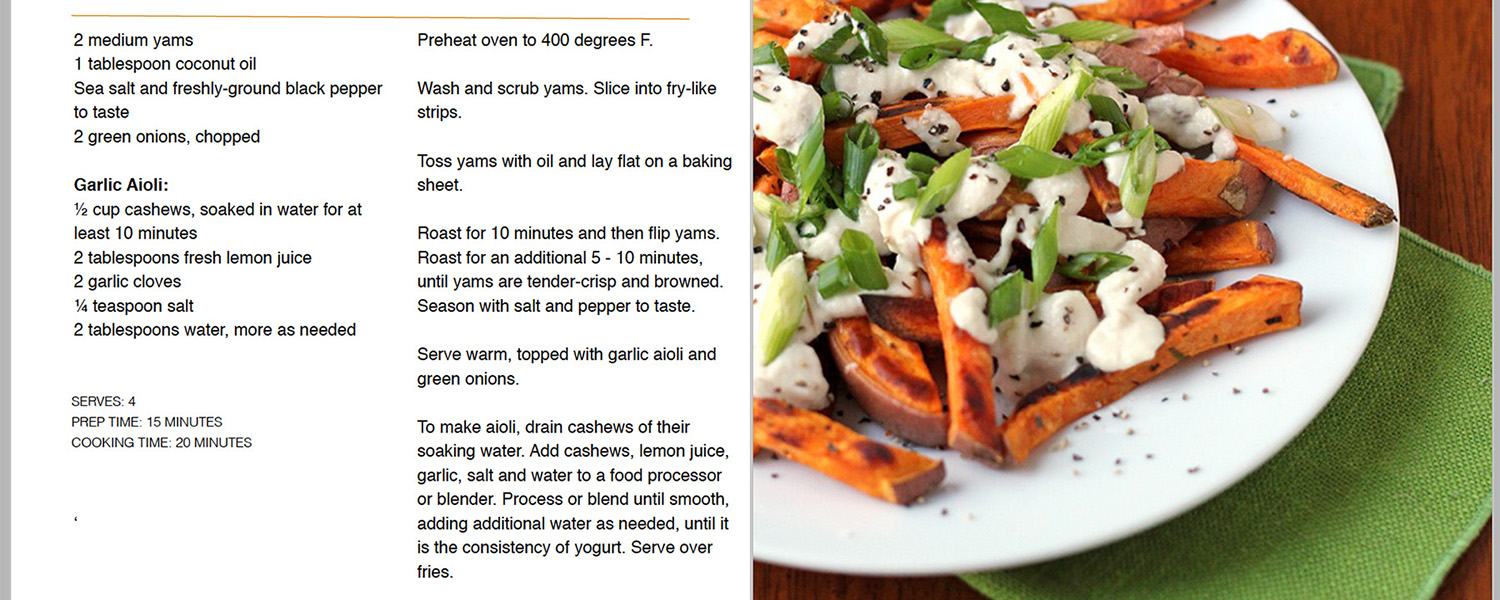 2 medium yams
1 tablespoon coconut oil
Sea salt and freshly-ground black pepper
to taste
2 green onions, chopped
Garlic Aioli:
½ cup cashews, soaked in water for at
least 10 minutes
2 tablespoons fresh lemon juice
2 garlic cloves
¼ teaspoon salt
2 tablespoons water, more as needed
SERVES: 4
PREP TIME: 15 MINUTES
COOKING TIME: 20 MINUTES
‘
Preheat oven to 400 degrees F.
Wash and scrub yams. Slice into fry-like
strips.
Toss yams with oil and lay flat on a baking
sheet.
Roast for 10 minutes and then flip yams.
Roast for an additional 5 - 10 minutes,
until yams are tender-crisp and browned.
Season with salt and pepper to taste.
Serve warm, topped with garlic aioli and
green onions.
To make aioli, drain cashews of their
soaking water. Add cashews, lemon juice,
garlic, salt and water to a food processor
or blender. Process or blend until smooth,
adding additional water as needed, until it
is the consistency of yogurt. Serve over
fries.